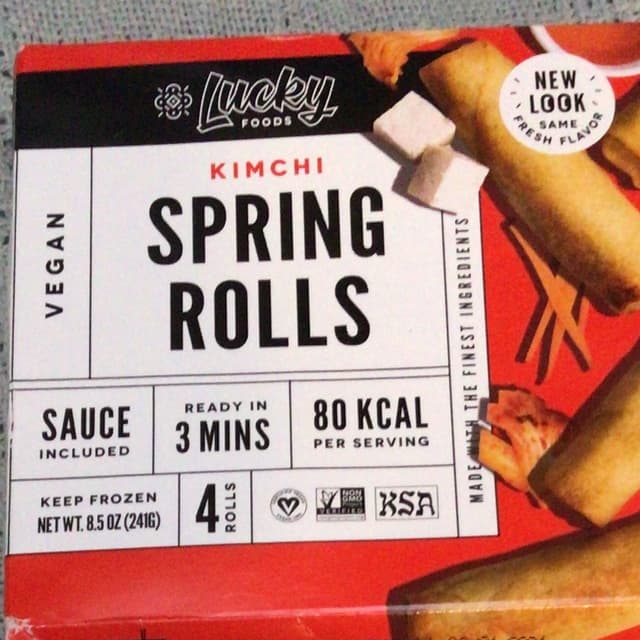 Lucky
FOODS
NEW
LOOK
SAME
FRESH FLAVOR
KIMCHI
SPRING
ROLLS
VEGAN
MADE WITH THE FINEST INGREDIENTS
SAUCE
INCLUDED
READY IN
3 MINS
80 KCAL
PER SERVING
KEEP FROZEN
NET WT. 8.5 OZ (241G)
4
ROLLS
NON
GMO
VERIFIED
KSA